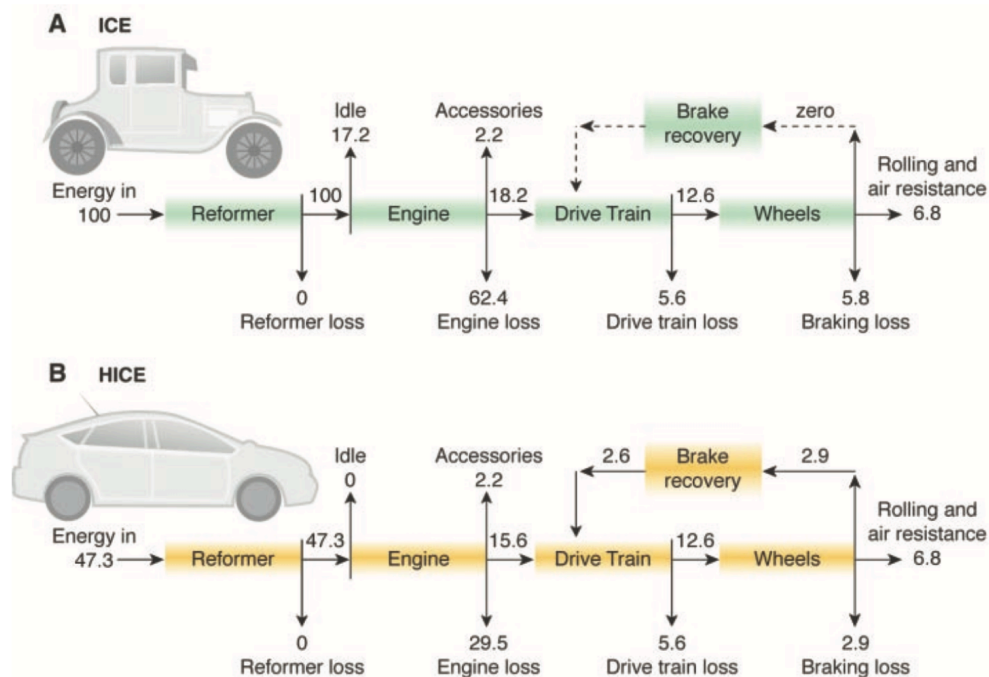 A ICE
Idle
17.2
Accessories
2.2
Brake
recovery
zero
Rolling and
air resistance
6.8
Energy in
100
Reformer
100
Engine
18.2
Drive Train
12.6
Wheels
0
Reformer loss
62.4
Engine loss
5.6
Drive train loss
5.8
Braking loss
B HICE
Idle
0
Accessories
2.2
2.6
Brake
recovery
2.9
Rolling and
air resistance
6.8
Energy in
47.3
Reformer
47.3
Engine
15.6
Drive Train
12.6
Wheels
0
Reformer loss
29.5
Engine loss
5.6
Drive train loss
2.9
Braking loss